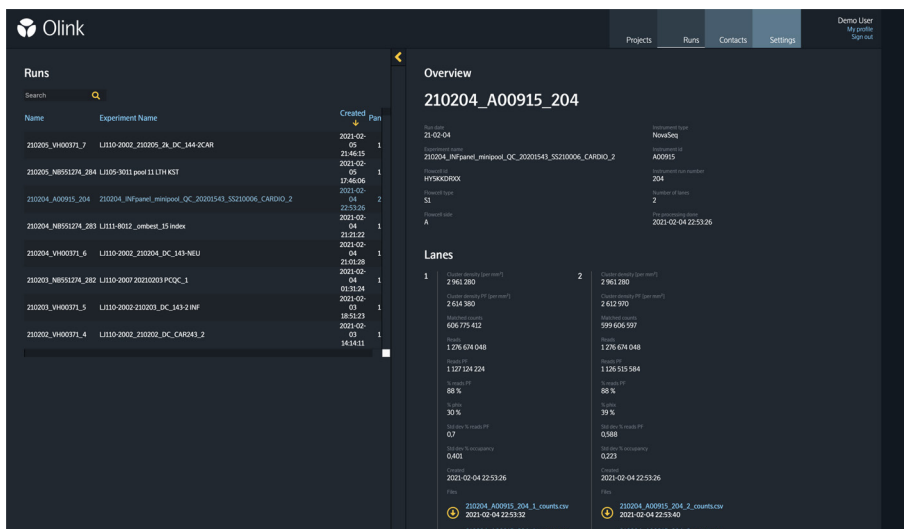 Olink
Projects
Runs
Contacts
Settings
Demo User
My profile
Sign out
Runs
Search
Name
Experiment Name
Created
Pan
210205_VH00371_7 LJ110-2002_210205_2k_DC_144-2CAR 2021-02-05 21:46:15 1
210205_NB551274_284 LJ105-3011 pool 11 LTH KST 2021-02-05 17:46:06 1
210204_A00915_204 210204_INFpanel_minipool_QC_20201543_SS210006_CARDIO_2 2021-02-04 22:53:26 2
210204_NB551274_283 LJ111-8012 _ombest_15 index 2021-02-04 21:21:22 1
210204_VH00371_6 LJ110-2002_210204_DC_143-NEU 2021-02-04 21:01:28 1
210203_NB551274_282 LJ110-2007 20210203 PCQC_1 2021-02-04 01:31:24 1
210203_VH00371_5 LJ110-2002-210203_DC_143-2 INF 2021-02-03 18:51:23 1
210202_VH00371_4 LJ110-2002_210202_DC_CAR243_2 2021-02-03 14:14:11 1
Overview
210204_A00915_204
Run date
21-02-04
Instrument type
NovaSeq
Experiment name
210204_INFpanel_minipool_QC_20201543_SS210006_CARDIO_2
Instrument id
A00915
Flowcell id
HY5KKDRXX
Instrument run number
204
Flowcell type
S1
Number of lanes
2
Flowcell side
A
Pre-processing done
2021-02-04 22:53:26
Lanes
1
Cluster density (per mm²)
2 961 280
Cluster density PF (per mm²)
2 614 380
Matched counts
606 775 412
Reads
1 276 674 048
Reads PF
1 127 124 224
% reads PF
88 %
% phix
30 %
Std dev % reads PF
0,7
Std dev % occupancy
0,401
Created
2021-02-04 22:53:26
Files
210204_A00915_204_1_counts.csv
2021-02-04 22:53:32
2
Cluster density (per mm²)
2 961 280
Cluster density PF (per mm²)
2 612 970
Matched counts
599 606 597
Reads
1 276 674 048
Reads PF
1 126 515 584
% reads PF
88 %
% phix
39 %
Std dev % reads PF
0,588
Std dev % occupancy
0,223
Created
2021-02-04 22:53:26
Files
210204_A00915_204_2_counts.csv
2021-02-04 22:53:40